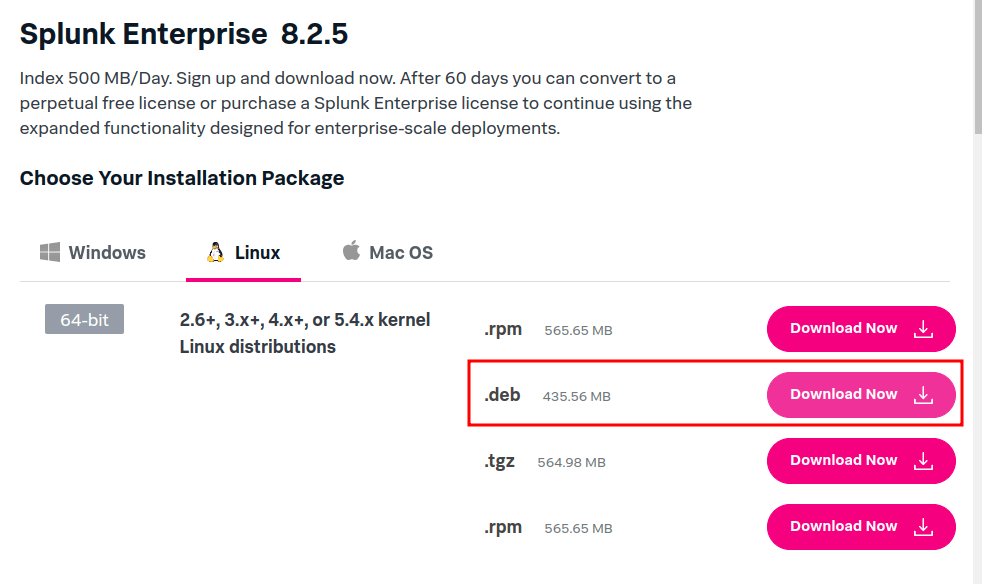 Splunk Enterprise 8.2.5
Index 500 MB/Day. Sign up and download now. After 60 days you can convert to a
perpetual free license or purchase a Splunk Enterprise license to continue using the
expanded functionality designed for enterprise-scale deployments.
Choose Your Installation Package
Windows Linux Mac OS
64-bit 2.6+, 3.x+, 4.x+, or 5.4.x kernel
Linux distributions
.rpm 565.65 MB Download Now
.deb 435.56 MB Download Now
.tgz 564.98 MB Download Now
.rpm 565.65 MB Download Now